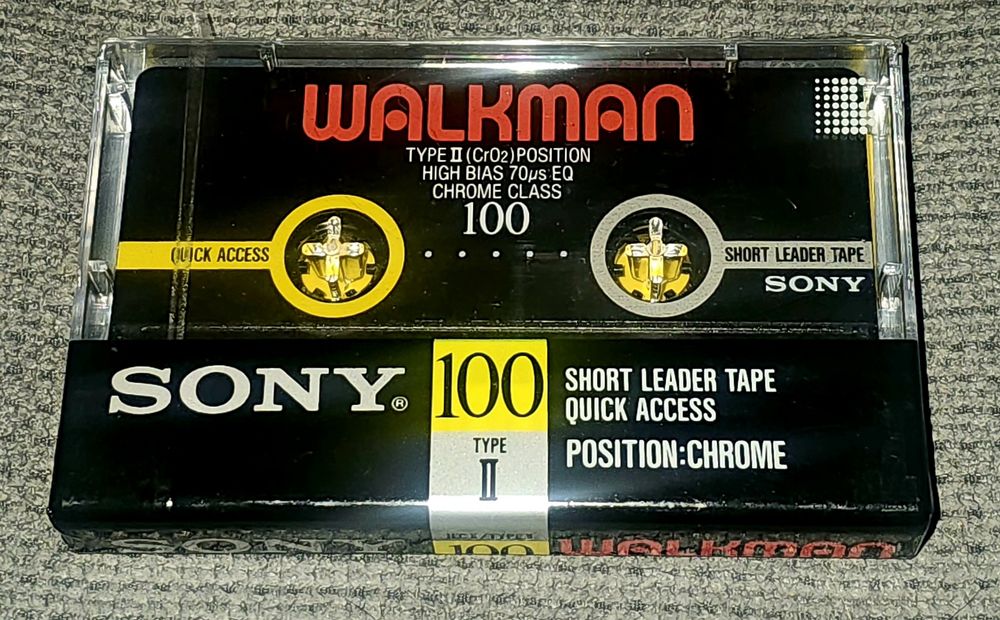 WALKMAN
TYPE II (CrO2) POSITION
HIGH BIAS 70µs EQ
CHROME CLASS
100
QUICK ACCESS
SHORT LEADER TAPE
SONY
SONY®
100
TYPE
II
SHORT LEADER TAPE
QUICK ACCESS
POSITION:CHROME
SONY
100
WALKMAN